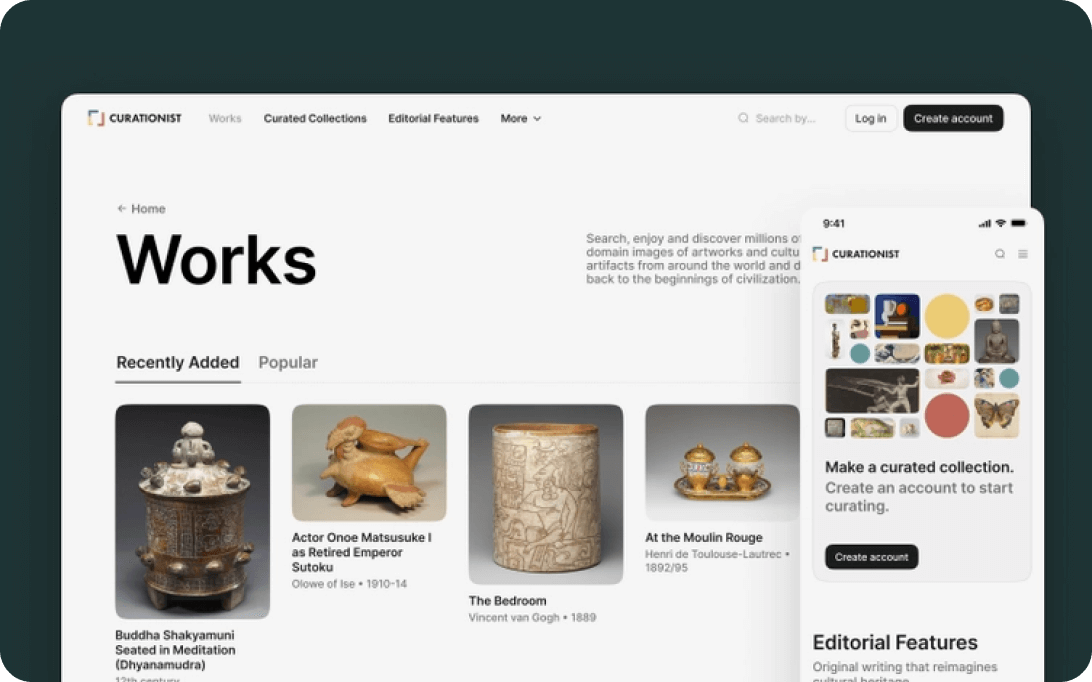 CURATIONIST
Works
Curated Collections
Editorial Features
More
Search by...
Log in
Create account
Home
Works
Search, enjoy and discover millions of
domain images of artworks and cultu
artifacts from around the world and d
back to the beginnings of civilization.
Recently Added
Popular
Buddha Shakyamuni
Seated in Meditation
(Dhyanamudra)
12th century
Actor Onoe Matsusuke I
as Retired Emperor
Sutoku
Olowe of Ise • 1910-14
The Bedroom
Vincent van Gogh • 1889
At the Moulin Rouge
Henri de Toulouse-Lautrec •
1892/95
9:41
CURATIONIST
Make a curated collection.
Create an account to start
curating.
Create account
Editorial Features
Original writing that reimagines
cultural heritage